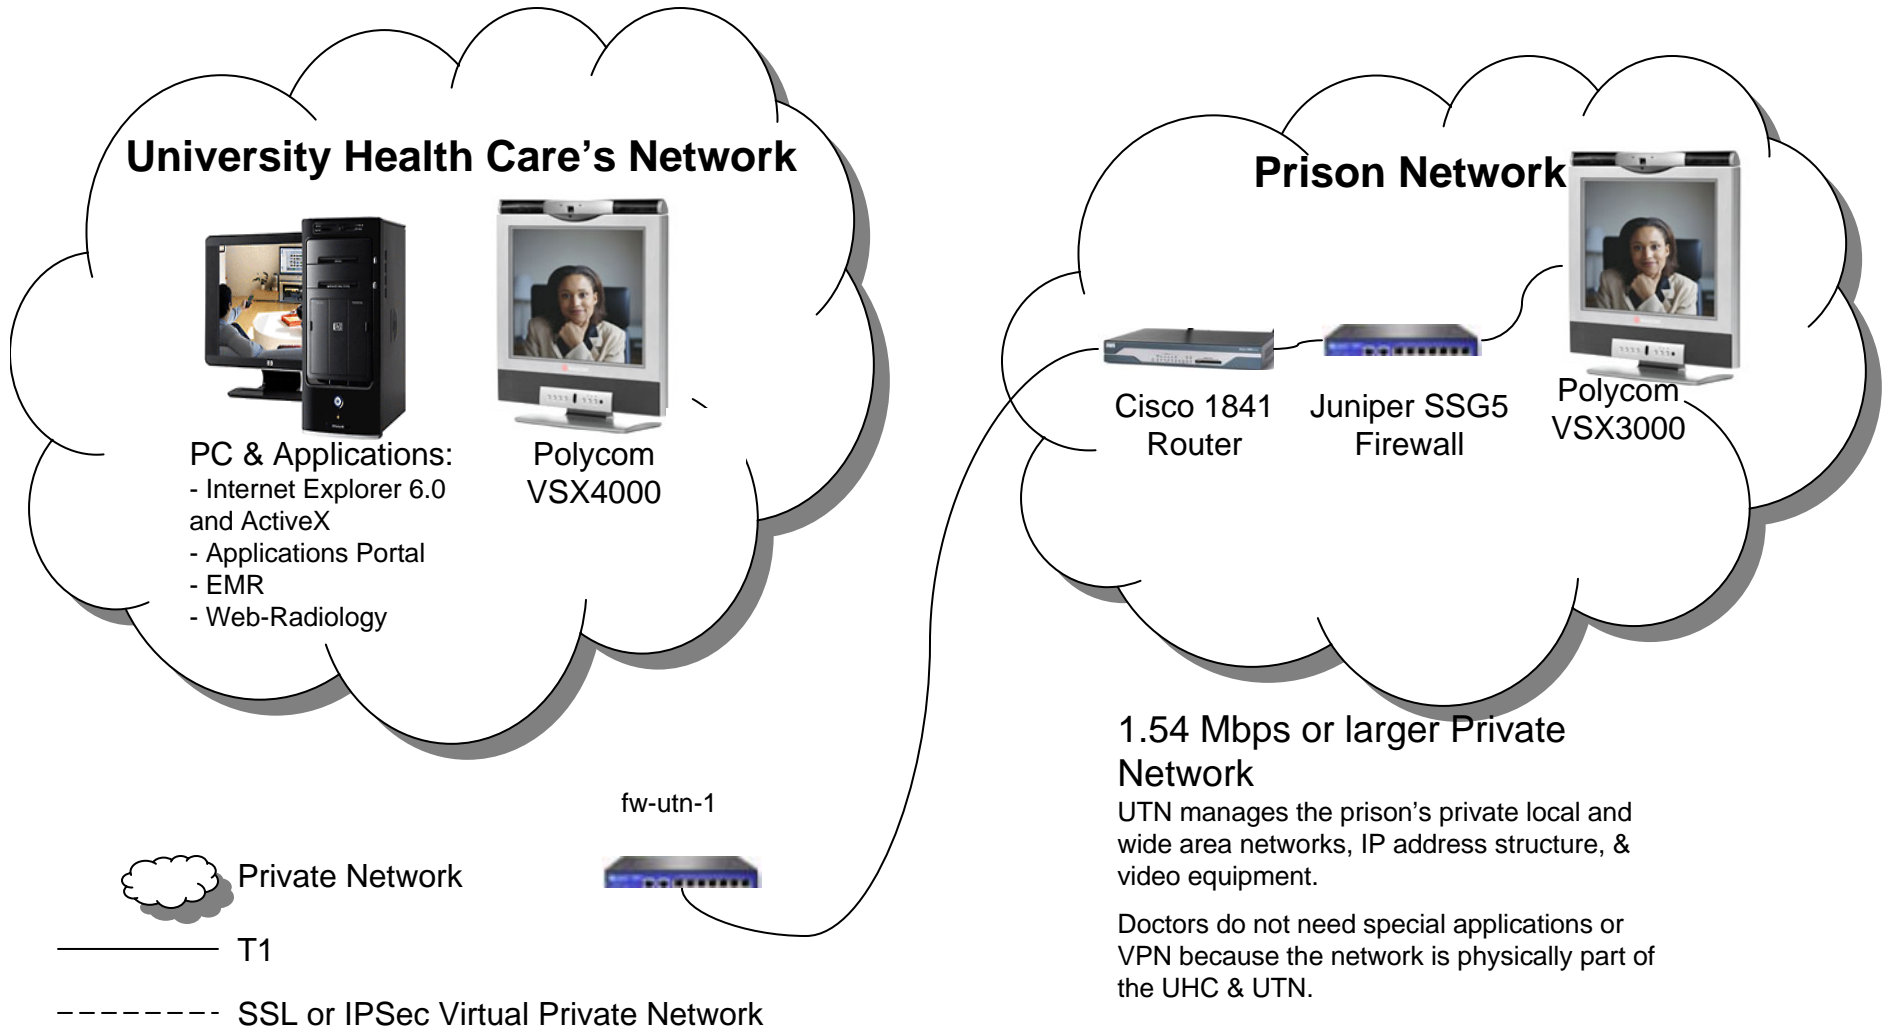 University Health Care's Network
PC & Applications:
- Internet Explorer 6.0
and ActiveX
- Applications Portal
- EMR
- Web-Radiology
Polycom
VSX4000
Prison Network
Cisco 1841
Router
Juniper SSG5
Firewall
Polycom
VSX3000
fw-utn-1
Private Network
T1
SSL or IPSec Virtual Private Network
1.54 Mbps or larger Private
Network
UTN manages the prison's private local and
wide area networks, IP address structure, &
video equipment.
Doctors do not need special applications or
VPN because the network is physically part of
the UHC & UTN.